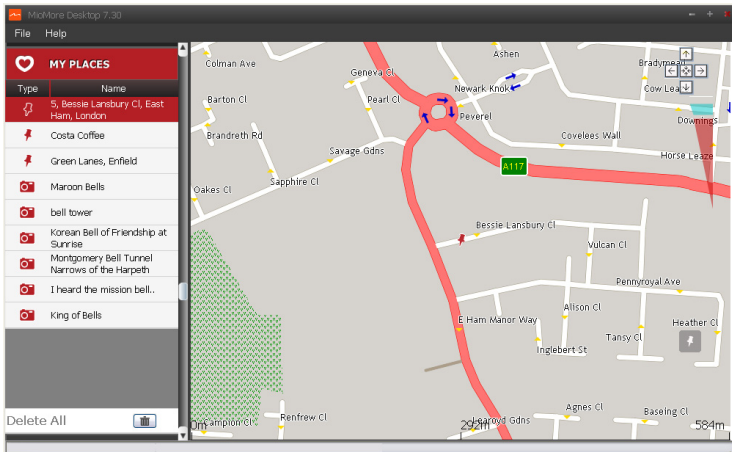 MioMore Desktop 7.30
File Help
MY PLACES
Type Name
5, Bessie Lansbury Cl, East
Ham, London
Costa Coffee
Green Lanes, Enfield
Maroon Bells
bell tower
Korean Bell of Friendship at
Sunrise
Montgomery Bell Tunnel
Narrows of the Harpeth
I heard the mission bell..
King of Bells
Delete All
Colman Ave
Geneva Cl
Ashen
Bradymead
Newark Knok
Cow Lea
Barton Cl
Pearl Cl
Peverel
Downings
Brandreth Rd
Covelees Wall
Savage Gdns
Horse Leaze
A117
Oakes Cl
Sapphire Cl
Bessie Lansbury Cl
Vulcan Cl
Pennyroyal Ave
Alison Cl
E Ham Manor Way
Heather Cl
Tansy Cl
Inglebert St
Agnes Cl
Baseing Cl
Campion Cl
Renfrew Cl
Learoyd Gdns
0m
292m
584m